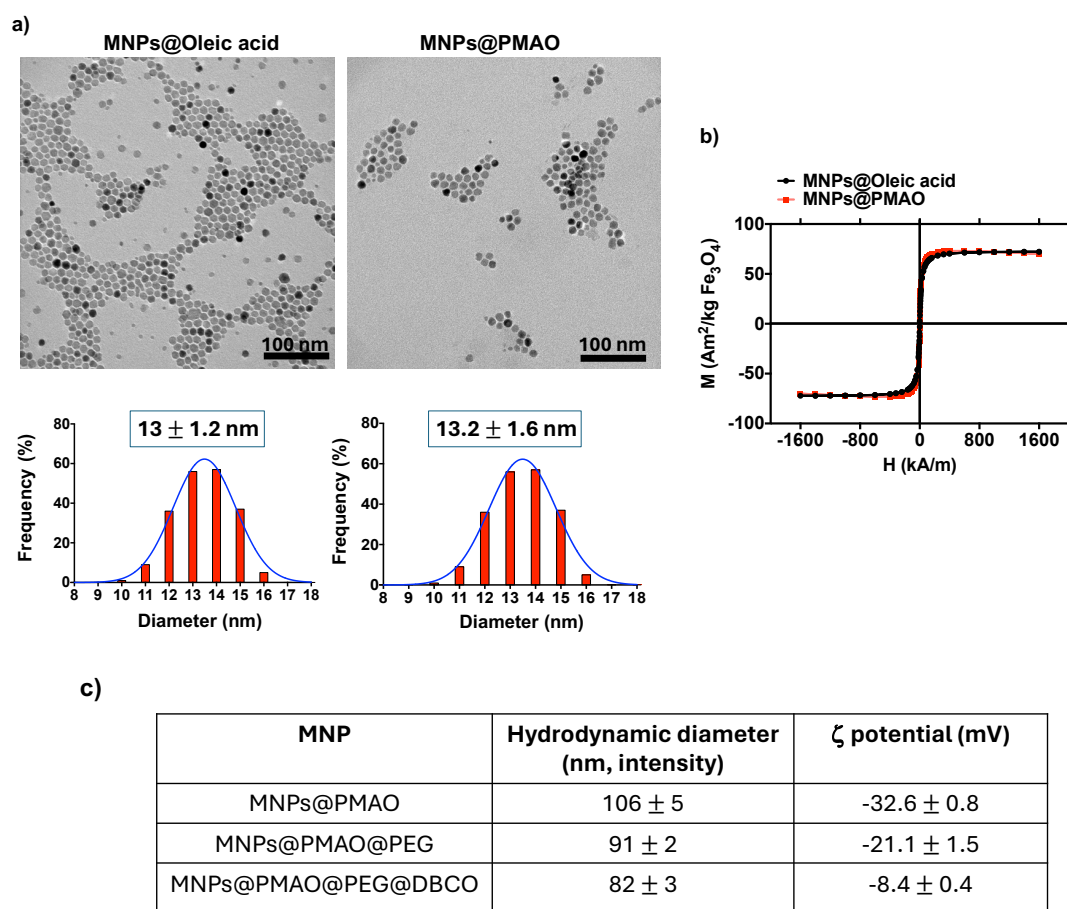 a)
MNPs@Oleic acid
MNPs@PMAO
100 nm
100 nm
13 ± 1.2 nm
Frequency (%)
80
60
40
20
0
8 9 10 11 12 13 14 15 16 17 18
Diameter (nm)
13.2 ± 1.6 nm
Frequency (%)
80
60
40
20
0
8 9 10 11 12 13 14 15 16 17 18
Diameter (nm)
b)
MNPs@Oleic acid
MNPs@PMAO
M (Am²/kg Fe₃O₄)
100
50
0
-50
-100
-1600 -800 0 800 1600
H (kA/m)
c)
MNP
Hydrodynamic diameter
(nm, intensity)
ζ potential (mV)
MNPs@PMAO 106 ± 5 -32.6 ± 0.8
MNPs@PMAO@PEG 91 ± 2 -21.1 ± 1.5
MNPs@PMAO@PEG@DBCO 82 ± 3 -8.4 ± 0.4